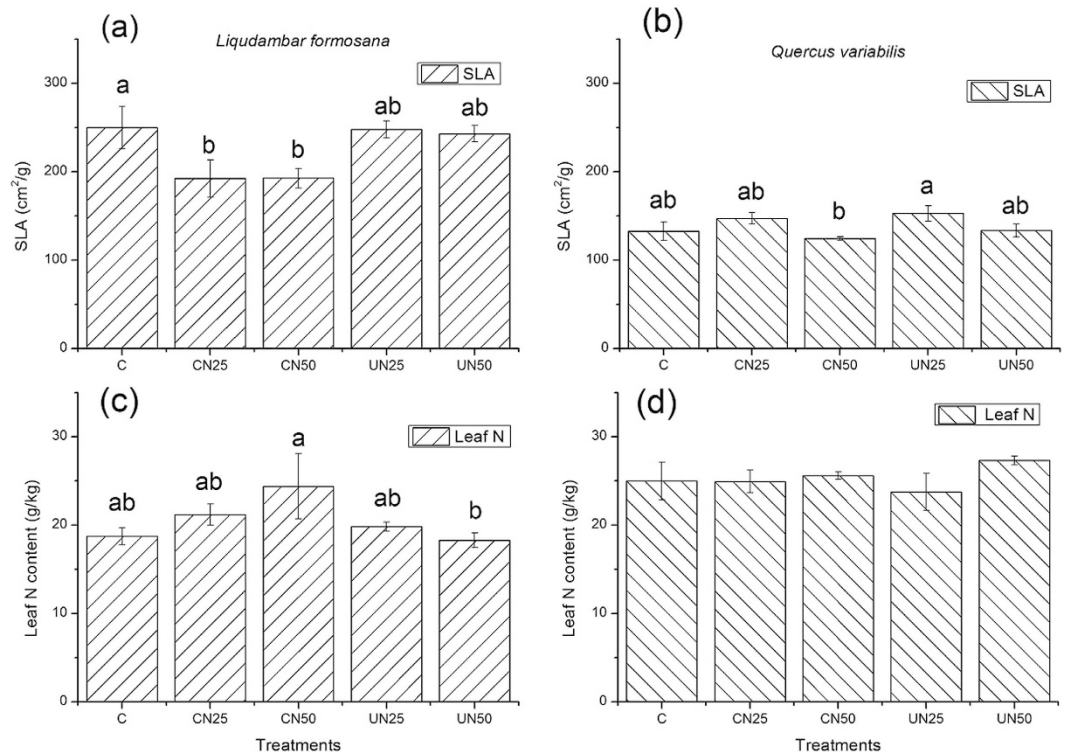 (a)
Liqudambar formosana
SLA
300
200
100
0
SLA (cm²/g)
a
b
b
ab
ab
C
CN25
CN50
UN25
UN50
(b)
Quercus variabilis
SLA
300
200
100
0
SLA (cm²/g)
ab
ab
b
a
ab
C
CN25
CN50
UN25
UN50
(c)
Leaf N
30
20
10
0
Leaf N content (g/kg)
ab
ab
a
ab
b
C
CN25
CN50
UN25
UN50
Treatments
(d)
Leaf N
30
20
10
0
Leaf N content (g/kg)
C
CN25
CN50
UN25
UN50
Treatments